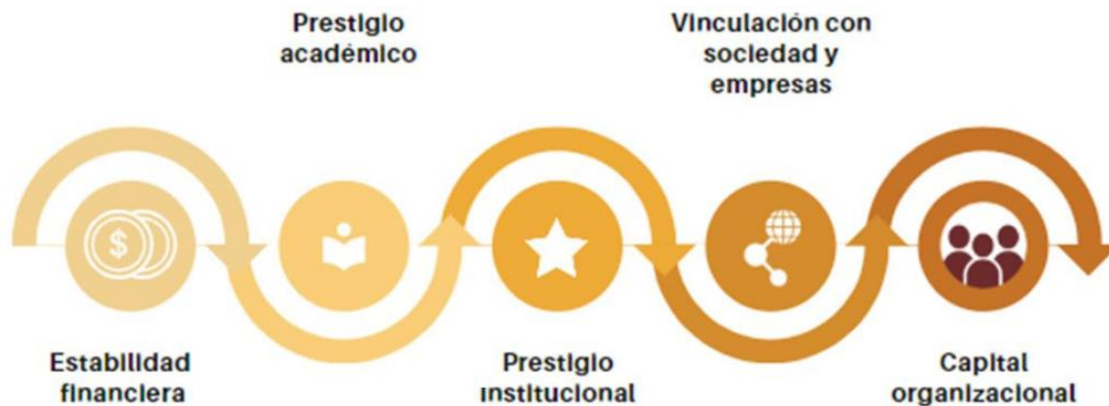 Prestigio
académico
Vinculación con
sociedad y
empresas
$
Estabilidad
financiera
Prestigio
institucional
Capital
organizacional